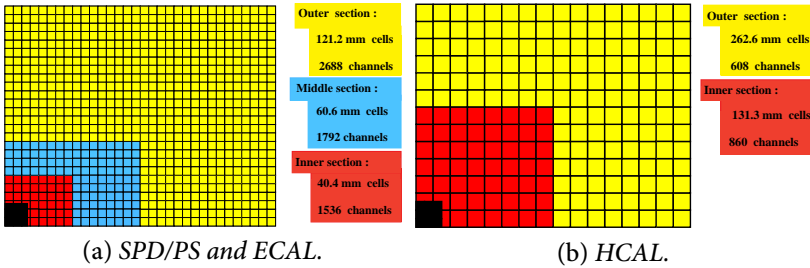 Outer section :
121.2 mm cells
2688 channels
Middle section :
60.6 mm cells
1792 channels
Inner section :
40.4 mm cells
1536 channels
(a) SPD/PS and ECAL.
Outer section :
262.6 mm cells
608 channels
Inner section :
131.3 mm cells
860 channels
(b) HCAL.